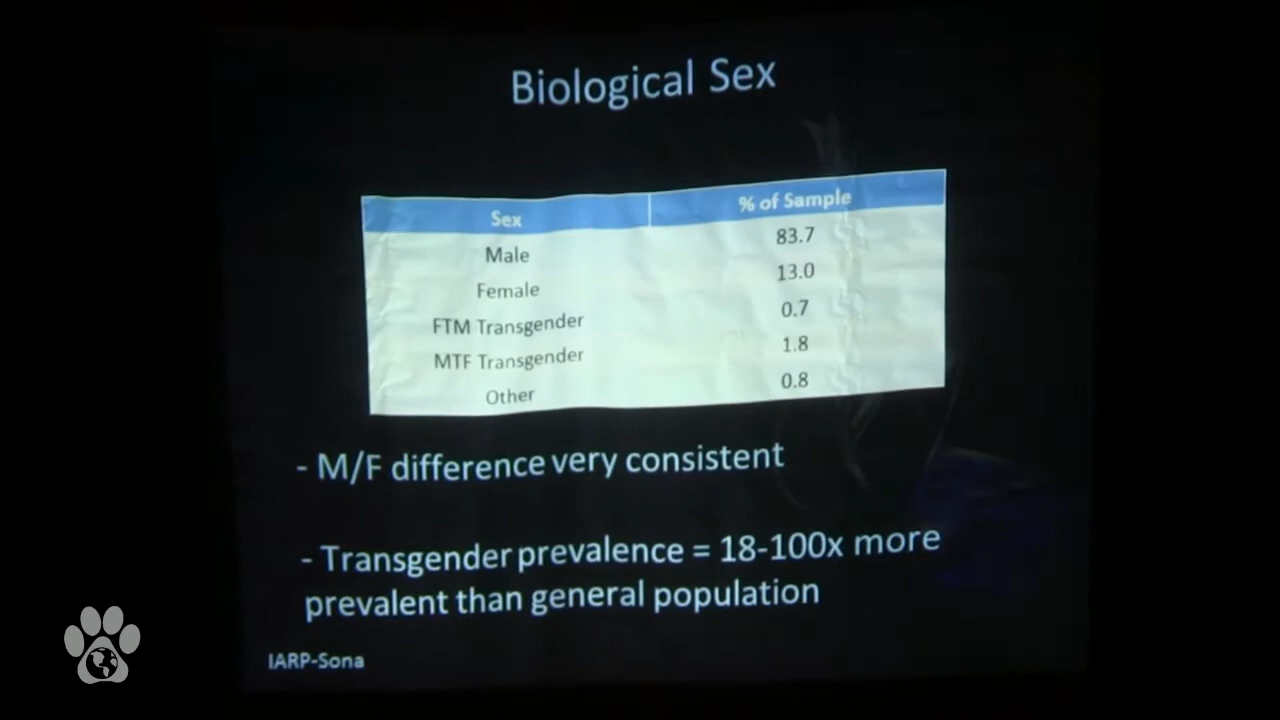 Biological Sex
Sex % of Sample
Male 83.7
Female 13.0
FTM Transgender 0.7
MTF Transgender 1.8
Other 0.8
- M/F difference very consistent
- Transgender prevalence = 18-100x more
prevalent than general population
IARP-Sona